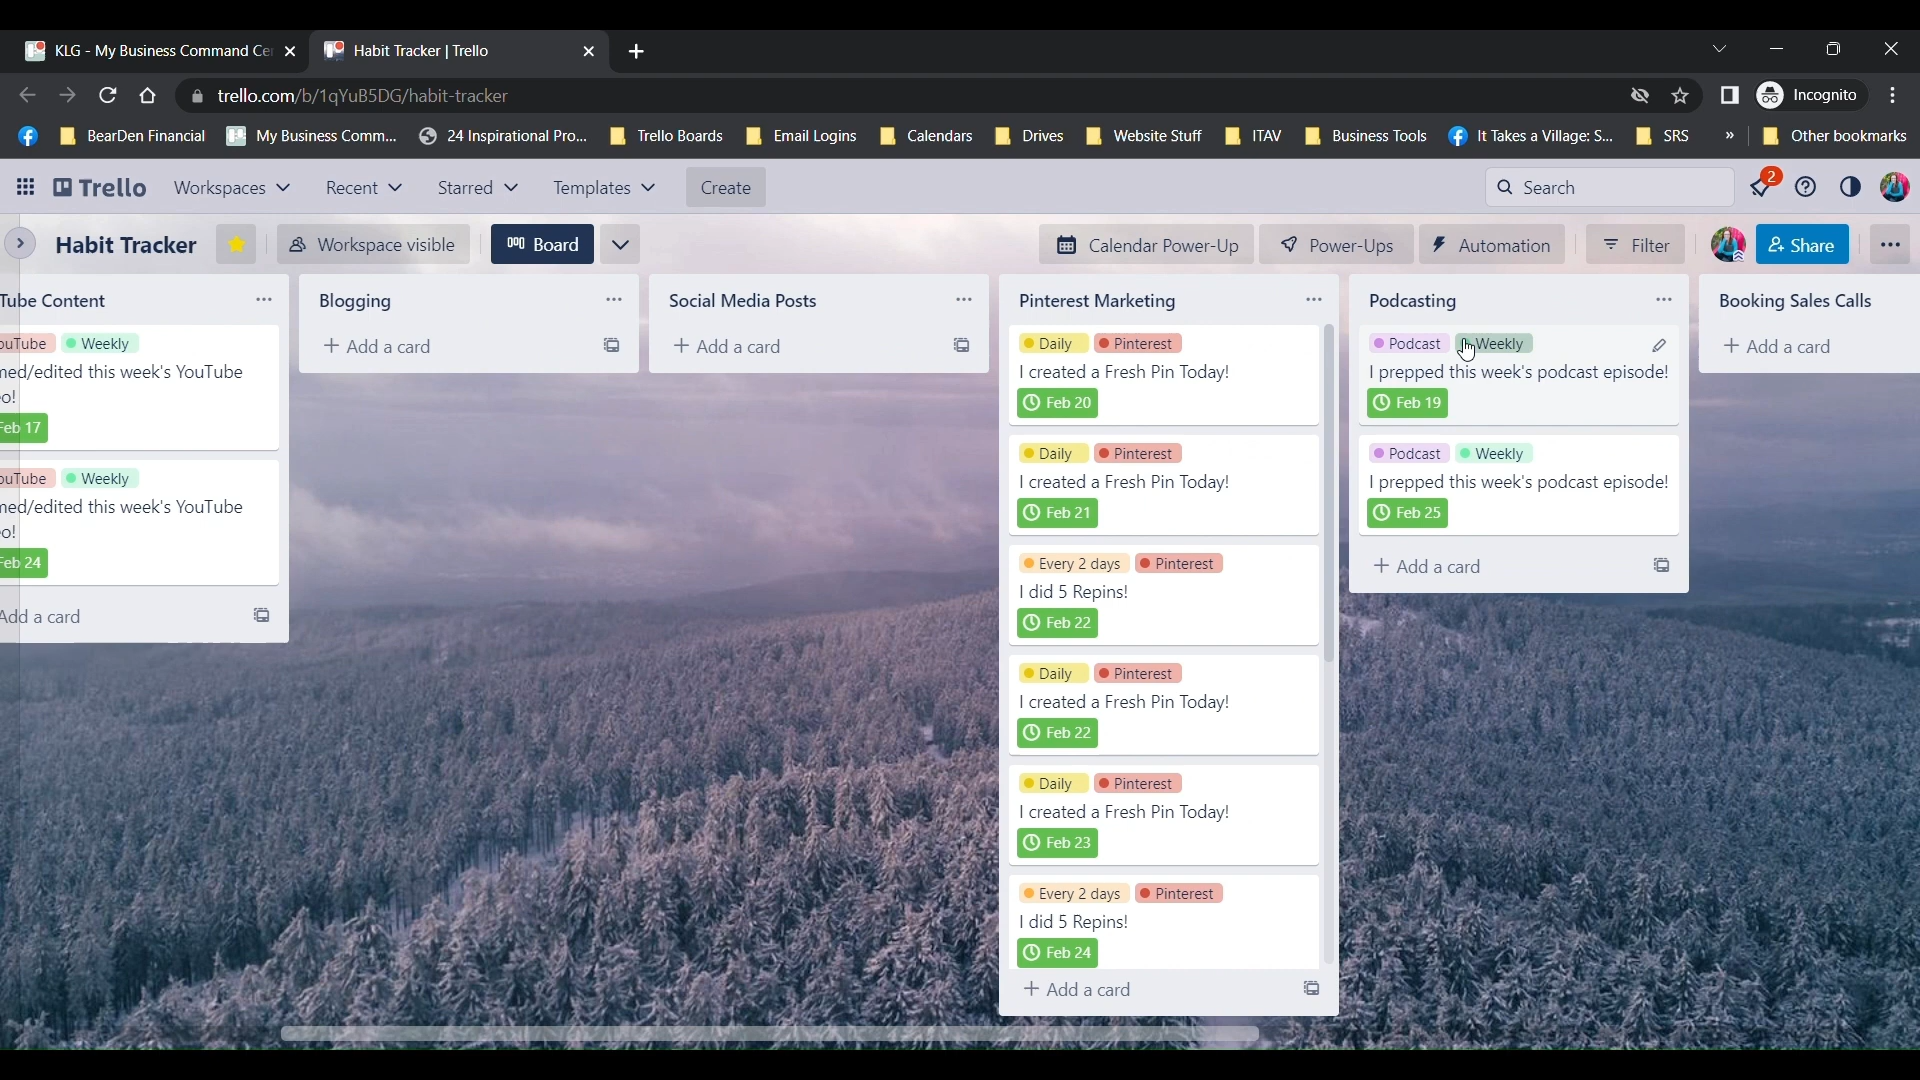 KLG - My Business Command Ce
Habit Tracker | Trello
trello.com/b/1qYuB5DG/habit-tracker
Incognito
BearDen Financial
My Business Comm...
24 Inspirational Pro...
Trello Boards
Email Logins
Calendars
Drives
Website Stuff
ITAV
Business Tools
It Takes a Village: S...
SRS
»
Other bookmarks
Trello
Workspaces
Recent
Starred
Templates
Create
Search
2
Habit Tracker
Workspace visible
Board
Calendar Power-Up
Power-Ups
Automation
Filter
Share
Tube Content
ouTube
Weekly
ned/edited this week's YouTube
o!
Feb 17
ouTube
Weekly
ned/edited this week's YouTube
o!
Feb 24
Add a card
Blogging
+ Add a card
Social Media Posts
+ Add a card
Pinterest Marketing
Daily
Pinterest
I created a Fresh Pin Today!
Feb 20
Daily
Pinterest
I created a Fresh Pin Today!
Feb 21
Every 2 days
Pinterest
I did 5 Repins!
Feb 22
Daily
Pinterest
I created a Fresh Pin Today!
Feb 22
Daily
Pinterest
I created a Fresh Pin Today!
Feb 23
Every 2 days
Pinterest
I did 5 Repins!
Feb 24
+ Add a card
Podcasting
Podcast
Weekly
I prepped this week's podcast episode!
Feb 19
Podcast
Weekly
I prepped this week's podcast episode!
Feb 25
+ Add a card
Booking Sales Calls
+ Add a card